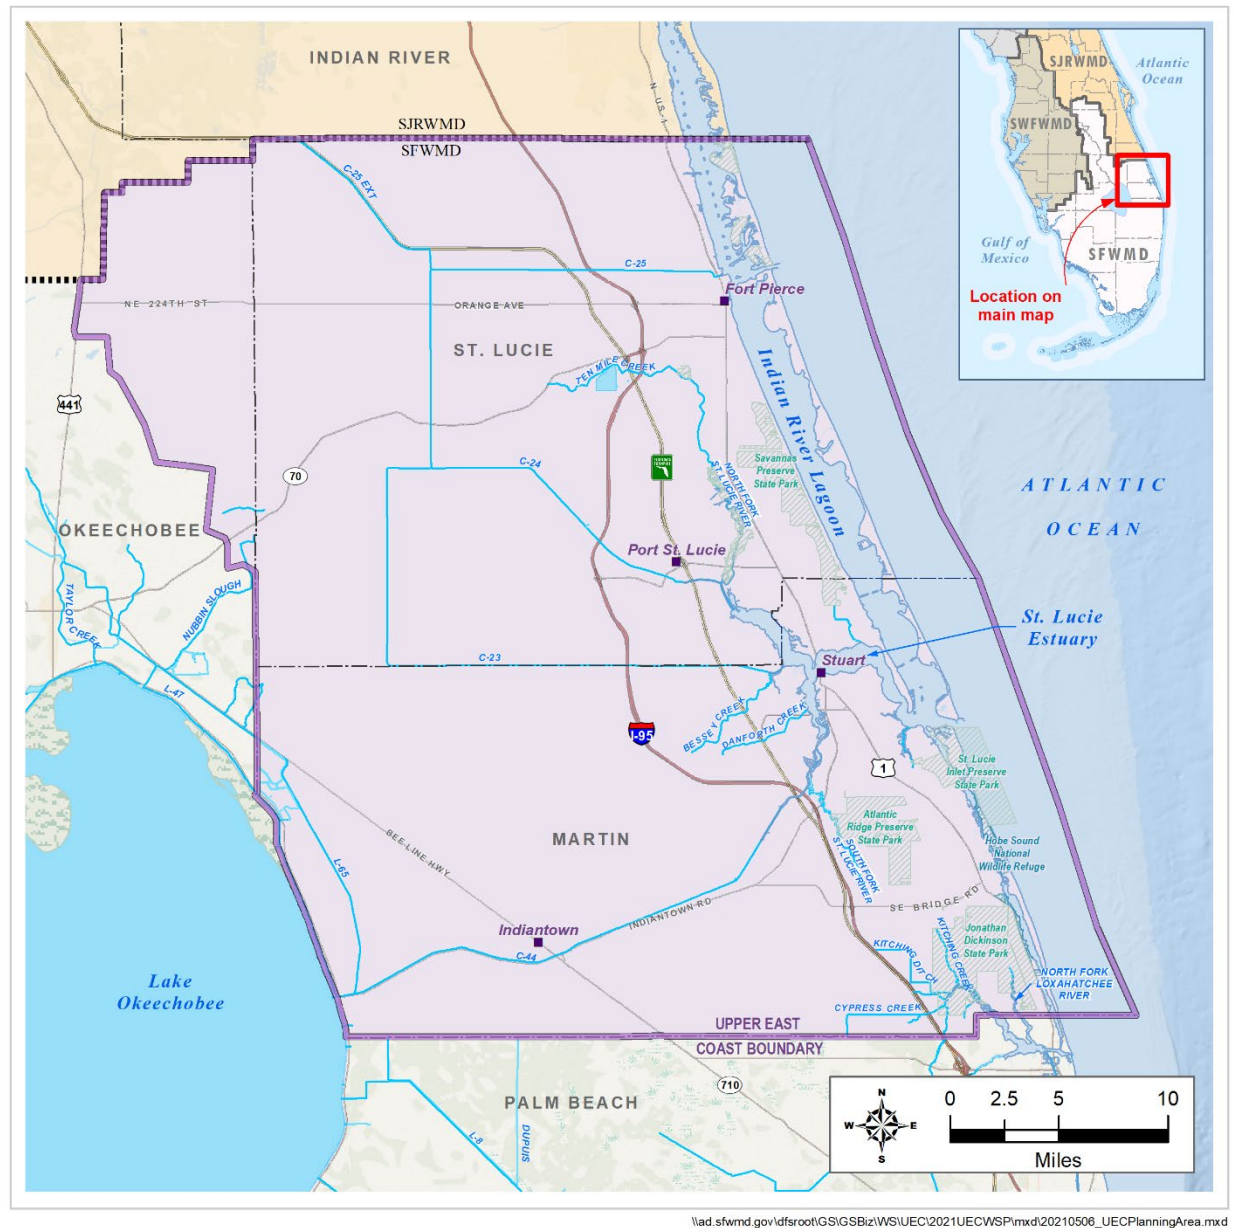 INDIAN RIVER
N US-1
SJRWMD
SFWMD
SJRWMD
Atlantic
Ocean
SWFWMD
Gulf of
Mexico
SFWMD
Location on
main map
C-25 EXT
C-25
Fort Pierce
NE 224TH ST
ORANGE AVE
ST. LUCIE
TEN MILE CREEK
Indian River Lagoon
441
70
C-24
NORTH FORK
ST. LUCIE RIVER
Savannas
Preserve
State Park
ATLANTIC
OCEAN
OKEECHOBEE
Port St. Lucie
TAYLOR CREEK
NUBBIN SLOUGH
St. Lucie
Estuary
C-23
Stuart
L-47
BESSEY CREEK
DANFORTH CREEK
I-95
1
St. Lucie
Inlet Preserve
State Park
MARTIN
BEE LINE HWY
L-65
Atlantic
Ridge Preserve
State Park
Hobe Sound
National
Wildlife Refuge
SOUTH FORK
ST. LUCIE RIVER
SE BRIDGE RD
INDIANTOWN RD
Indiantown
C-44
Jonathan
Dickinson
State Park
KITCHING DITCH
KITCHING CREEK
NORTH FORK
LOXAHATCHEE
RIVER
CYPRESS CREEK
Lake
Okeechobee
UPPER EAST
COAST BOUNDARY
710
PALM BEACH
L-8
DUPUIS
N
W E
S
0 2.5 5 10
Miles
\\ad.sfwmd.gov\dfsroot\GS\GSBiz\WS\UEC\2021UECWSP\mxd\20210506_UECPlanningArea.mxd